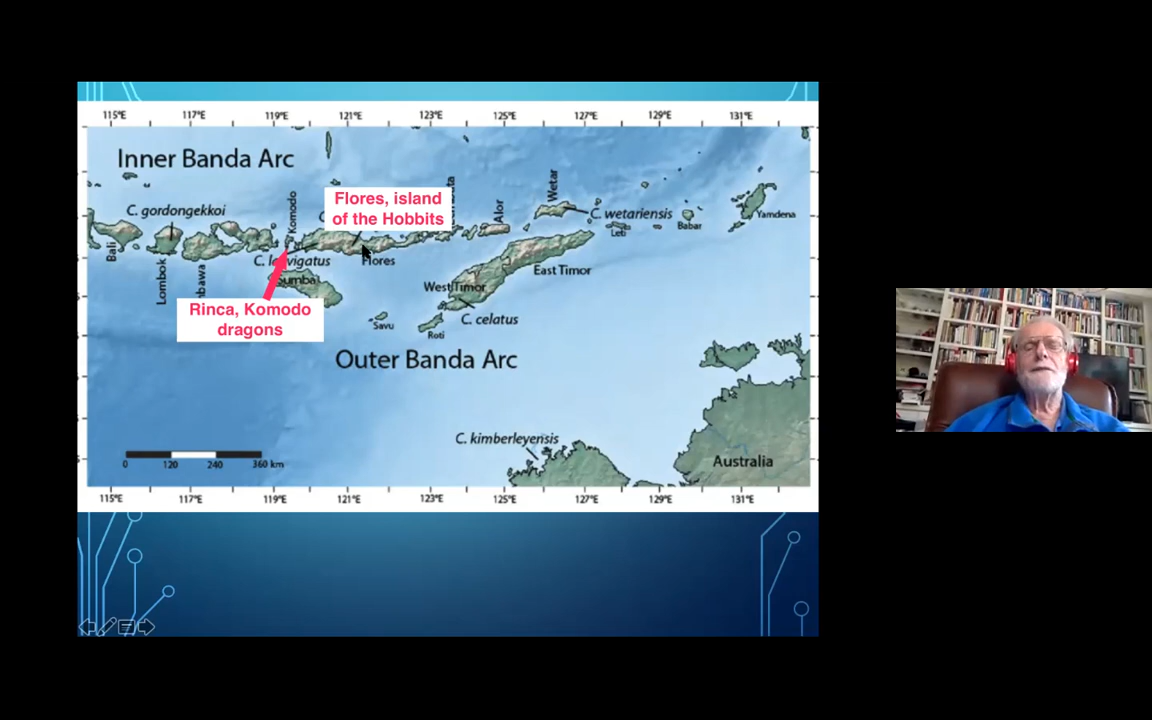 115°E 117°E 119°E 121°E 123°E 125°E 127°E 129°E 131°E
Inner Banda Arc
C. gordongekkoi
Komodo
Flores, island
of the Hobbits
Alor
Wetar
C. wetariensis
Leti
Babar
Yamdena
Bali
Lombok
Flores
Sumba
East Timor
West Timor
Rinca, Komodo
dragons
Savu
Roti
C. celatus
Outer Banda Arc
C. kimberleyensis
Australia
0 120 240 360 km
115°E 117°E 119°E 121°E 123°E 125°E 127°E 129°E 131°E